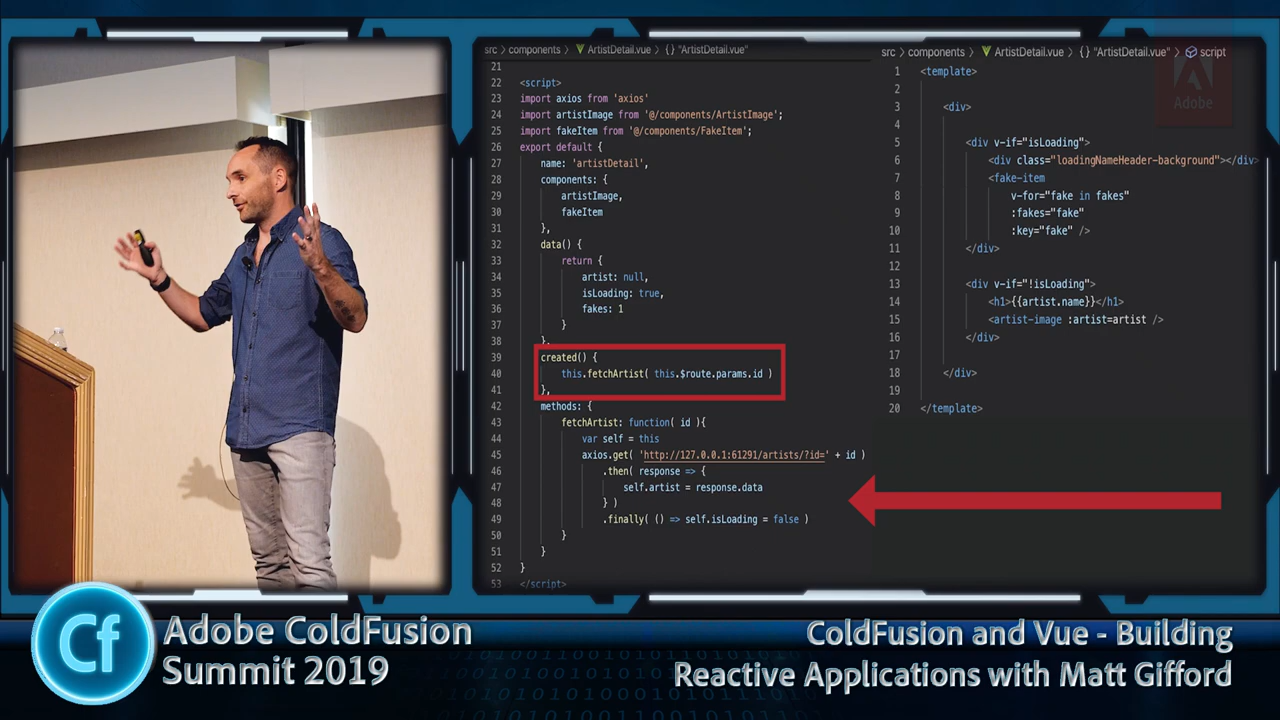 src > components > ArtistDetail.vue > {} "ArtistDetail.vue"
21
22 <script>
23 import axios from 'axios'
24 import artistImage from '@/components/ArtistImage';
25 import fakeItem from '@/components/FakeItem';
26 export default {
27 name: 'artistDetail',
28 components: {
29 artistImage,
30 fakeItem
31 },
32 data() {
33 return {
34 artist: null,
35 isLoading: true,
36 fakes: 1
37 }
38 },
39 created() {
40 this.fetchArtist( this.$route.params.id )
41 },
42 methods: {
43 fetchArtist: function( id ){
44 var self = this
45 axios.get( 'http://127.0.0.1:61291/artists/?id=' + id )
46 .then( response => {
47 self.artist = response.data
48 } )
49 .finally( () => self.isLoading = false )
50 }
51 }
52 }
53 </script>
src > components > ArtistDetail.vue > {} "ArtistDetail.vue" > script
1 <template>
2
3 <div>
4
5 <div v-if="isLoading">
6 <div class="loadingNameHeader-background"></div>
7 <fake-item
8 v-for="fake in fakes"
9 :fakes="fake"
10 :key="fake" />
11 </div>
12
13 <div v-if="!isLoading">
14 <h1>{{artist.name}}</h1>
15 <artist-image :artist=artist />
16 </div>
17
18 </div>
19
20 </template>
Adobe
Cf
Adobe ColdFusion
Summit 2019
ColdFusion and Vue - Building
Reactive Applications with Matt Gifford